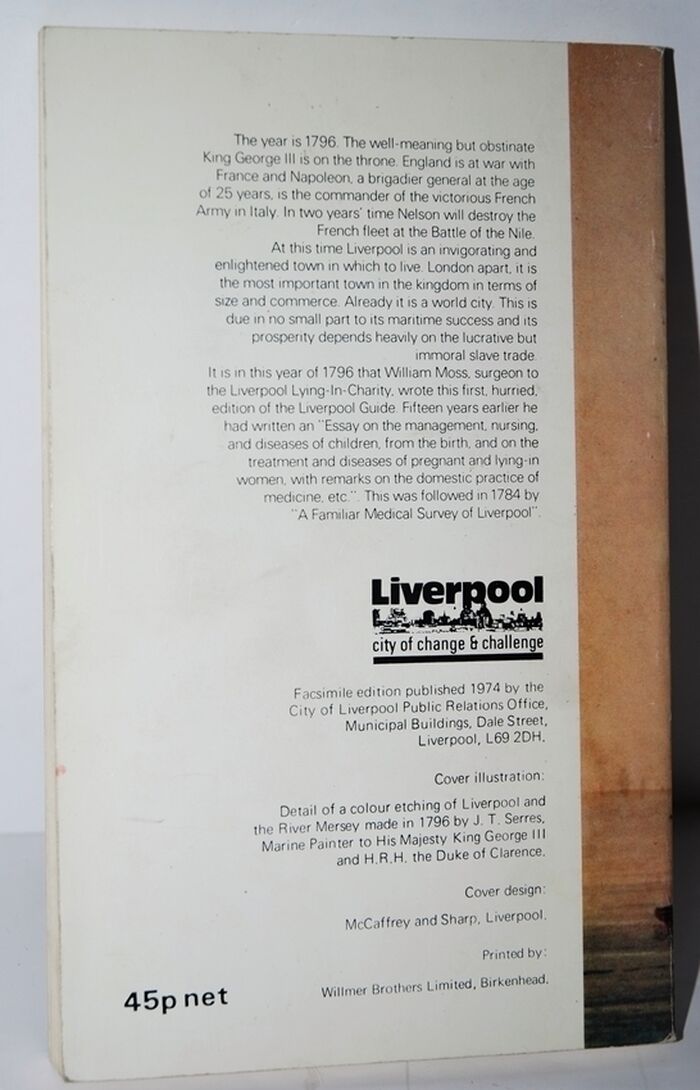 The year is 1796. The well-meaning but obstinate
King George III is on the throne. England is at war with
France and Napoleon, a brigadier general at the age
of 25 years, is the commander of the victorious French
Army in Italy. In two years' time Nelson will destroy the
French fleet at the Battle of the Nile.
At this time Liverpool is an invigorating and
enlightened town in which to live. London apart, it is
the most important town in the kingdom in terms of
size and commerce. Already it is a world city. This is
due in no small part to its maritime success and its
prosperity depends heavily on the lucrative but
immoral slave trade.
It is in this year of 1796 that William Moss, surgeon to
the Liverpool Lying-In-Charity, wrote this first, hurried,
edition of the Liverpool Guide. Fifteen years earlier he
had written an "Essay on the management, nursing,
and diseases of children, from the birth, and on the
treatment and diseases of pregnant and lying-in
women, with remarks on the domestic practice of
medicine, etc.". This was followed in 1784 by
"A Familiar Medical Survey of Liverpool".
Liverpool
city of change & challenge
Facsimile edition published 1974 by the
City of Liverpool Public Relations Office,
Municipal Buildings, Dale Street,
Liverpool, L69 2DH.
Cover illustration:
Detail of a colour etching of Liverpool and
the River Mersey made in 1796 by J. T. Serres,
Marine Painter to His Majesty King George III
and H.R.H. the Duke of Clarence.
Cover design:
McCaffrey and Sharp, Liverpool.
Printed by:
Willmer Brothers Limited, Birkenhead.
45p net